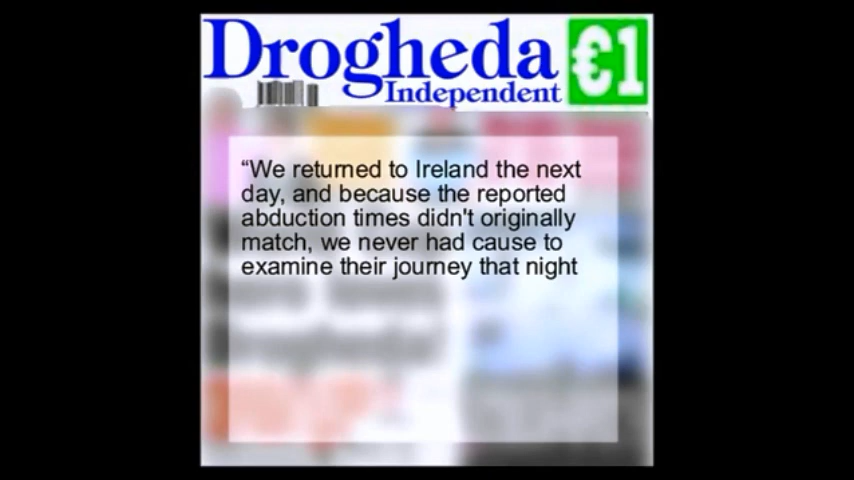 Drogheda
Independent
€1
“We returned to Ireland the next
day, and because the reported
abduction times didn't originally
match, we never had cause to
examine their journey that night